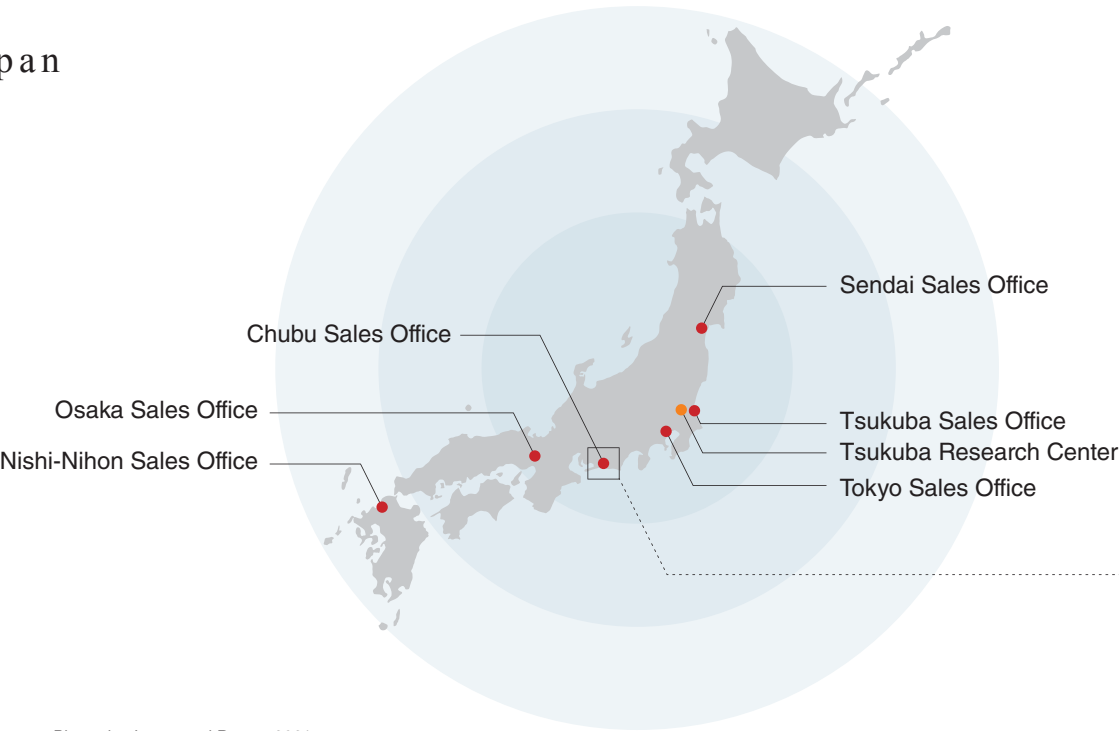 pan
Sendai Sales Office
Chubu Sales Office
Osaka Sales Office
Tsukuba Sales Office
Tsukuba Research Center
Nishi-Nihon Sales Office
Tokyo Sales Office